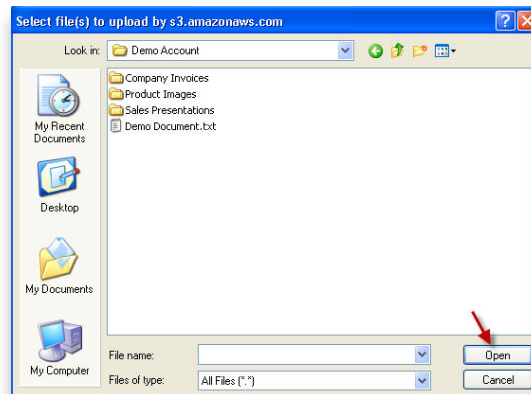 Select file(s) to upload by s3.amazonaws.com
Look in: Demo Account
Company Invoices
Product Images
Sales Presentations
Demo Document.txt
My Recent
Documents
Desktop
My Documents
My Computer
File name:
Open
Files of type: All Files (*.*)
Cancel